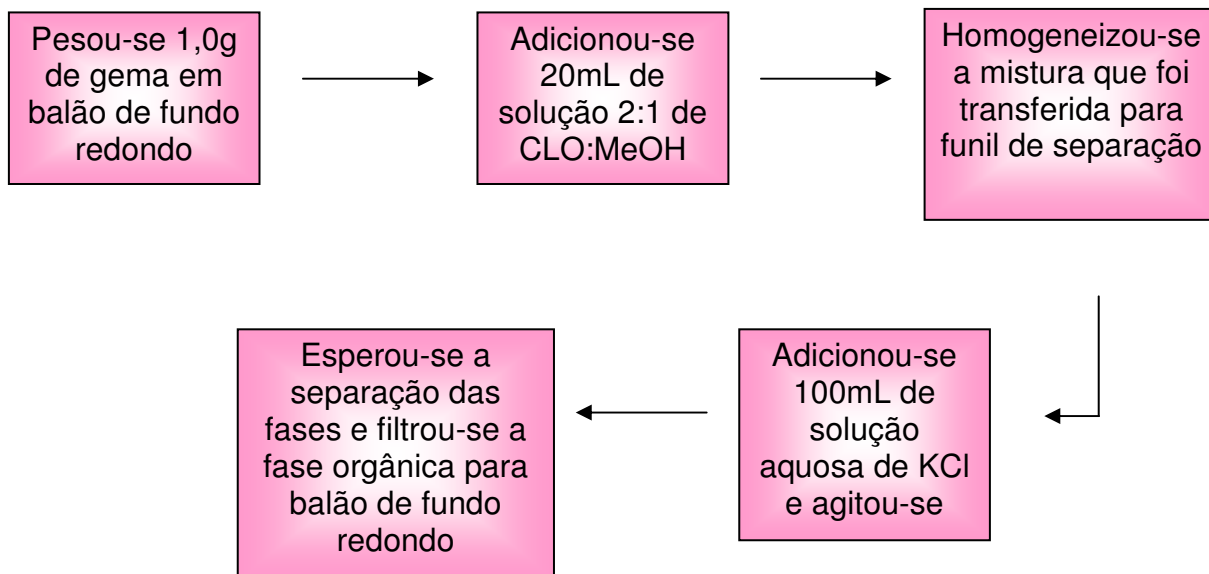 Pesou-se 1,0g
de gema em
balão de fundo
redondo
Adicionou-se
20mL de
solução 2:1 de
CLO:MeOH
Homogeneizou-se
a mistura que foi
transferida para
funil de separação
Adicionou-se
100mL de
solução
aquosa de KCl
e agitou-se
Esperou-se a
separação das
fases e filtrou-se a
fase orgânica para
balão de fundo
redondo